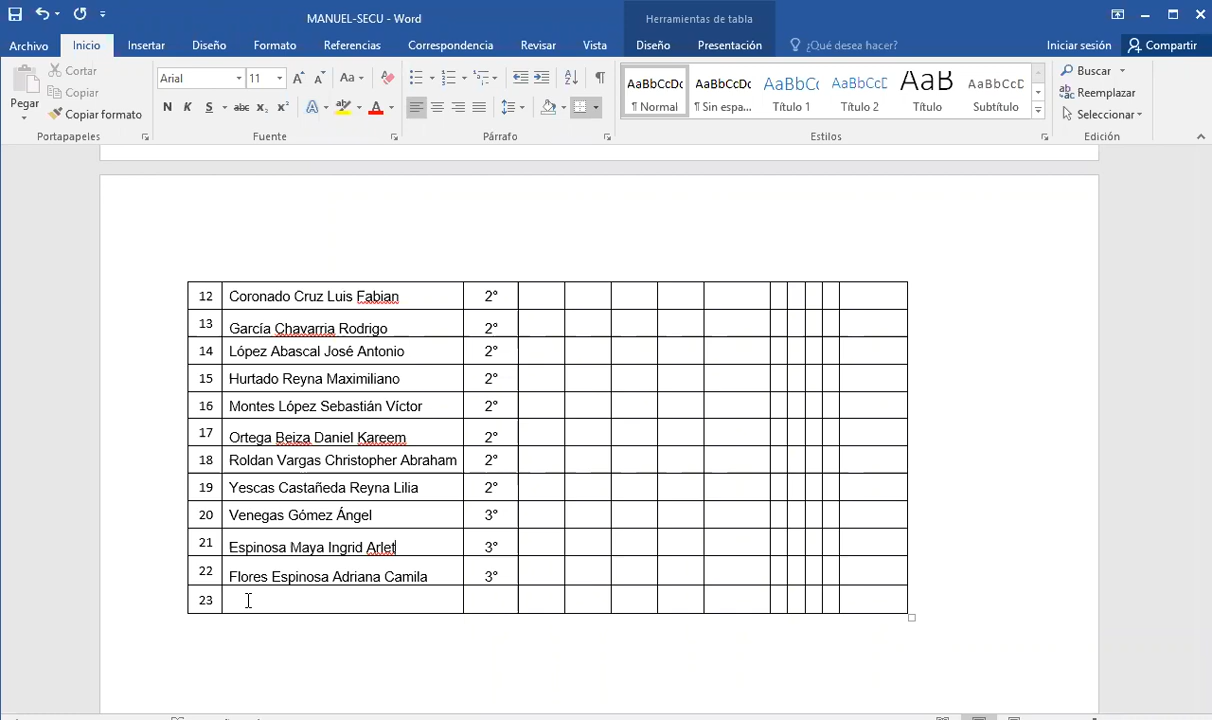 MANUEL-SECU - Word
Herramientas de tabla
Archivo Inicio Insertar Diseño Formato Referencias Correspondencia Revisar Vista Diseño Presentación ¿Qué desea hacer? Iniciar sesión Compartir
Pegar
Cortar
Copiar
Copiar formato
Portapapeles
Arial 11
Aa
N K S abc x₂ x² A A
Fuente
Párrafo
AaBbCcDc AaBbCcDc AaBbCc AaBbCcD AaB AaBbCcD
¶ Normal ¶ Sin espa... Título 1 Título 2 Título Subtítulo
Estilos
Buscar
Reemplazar
Seleccionar
Edición
12 Coronado Cruz Luis Fabian 2°
13 García Chavarria Rodrigo 2°
14 López Abascal José Antonio 2°
15 Hurtado Reyna Maximiliano 2°
16 Montes López Sebastián Víctor 2°
17 Ortega Beiza Daniel Kareem 2°
18 Roldan Vargas Christopher Abraham 2°
19 Yescas Castañeda Reyna Lilia 2°
20 Venegas Gómez Ángel 3°
21 Espinosa Maya Ingrid Arlet 3°
22 Flores Espinosa Adriana Camila 3°
23